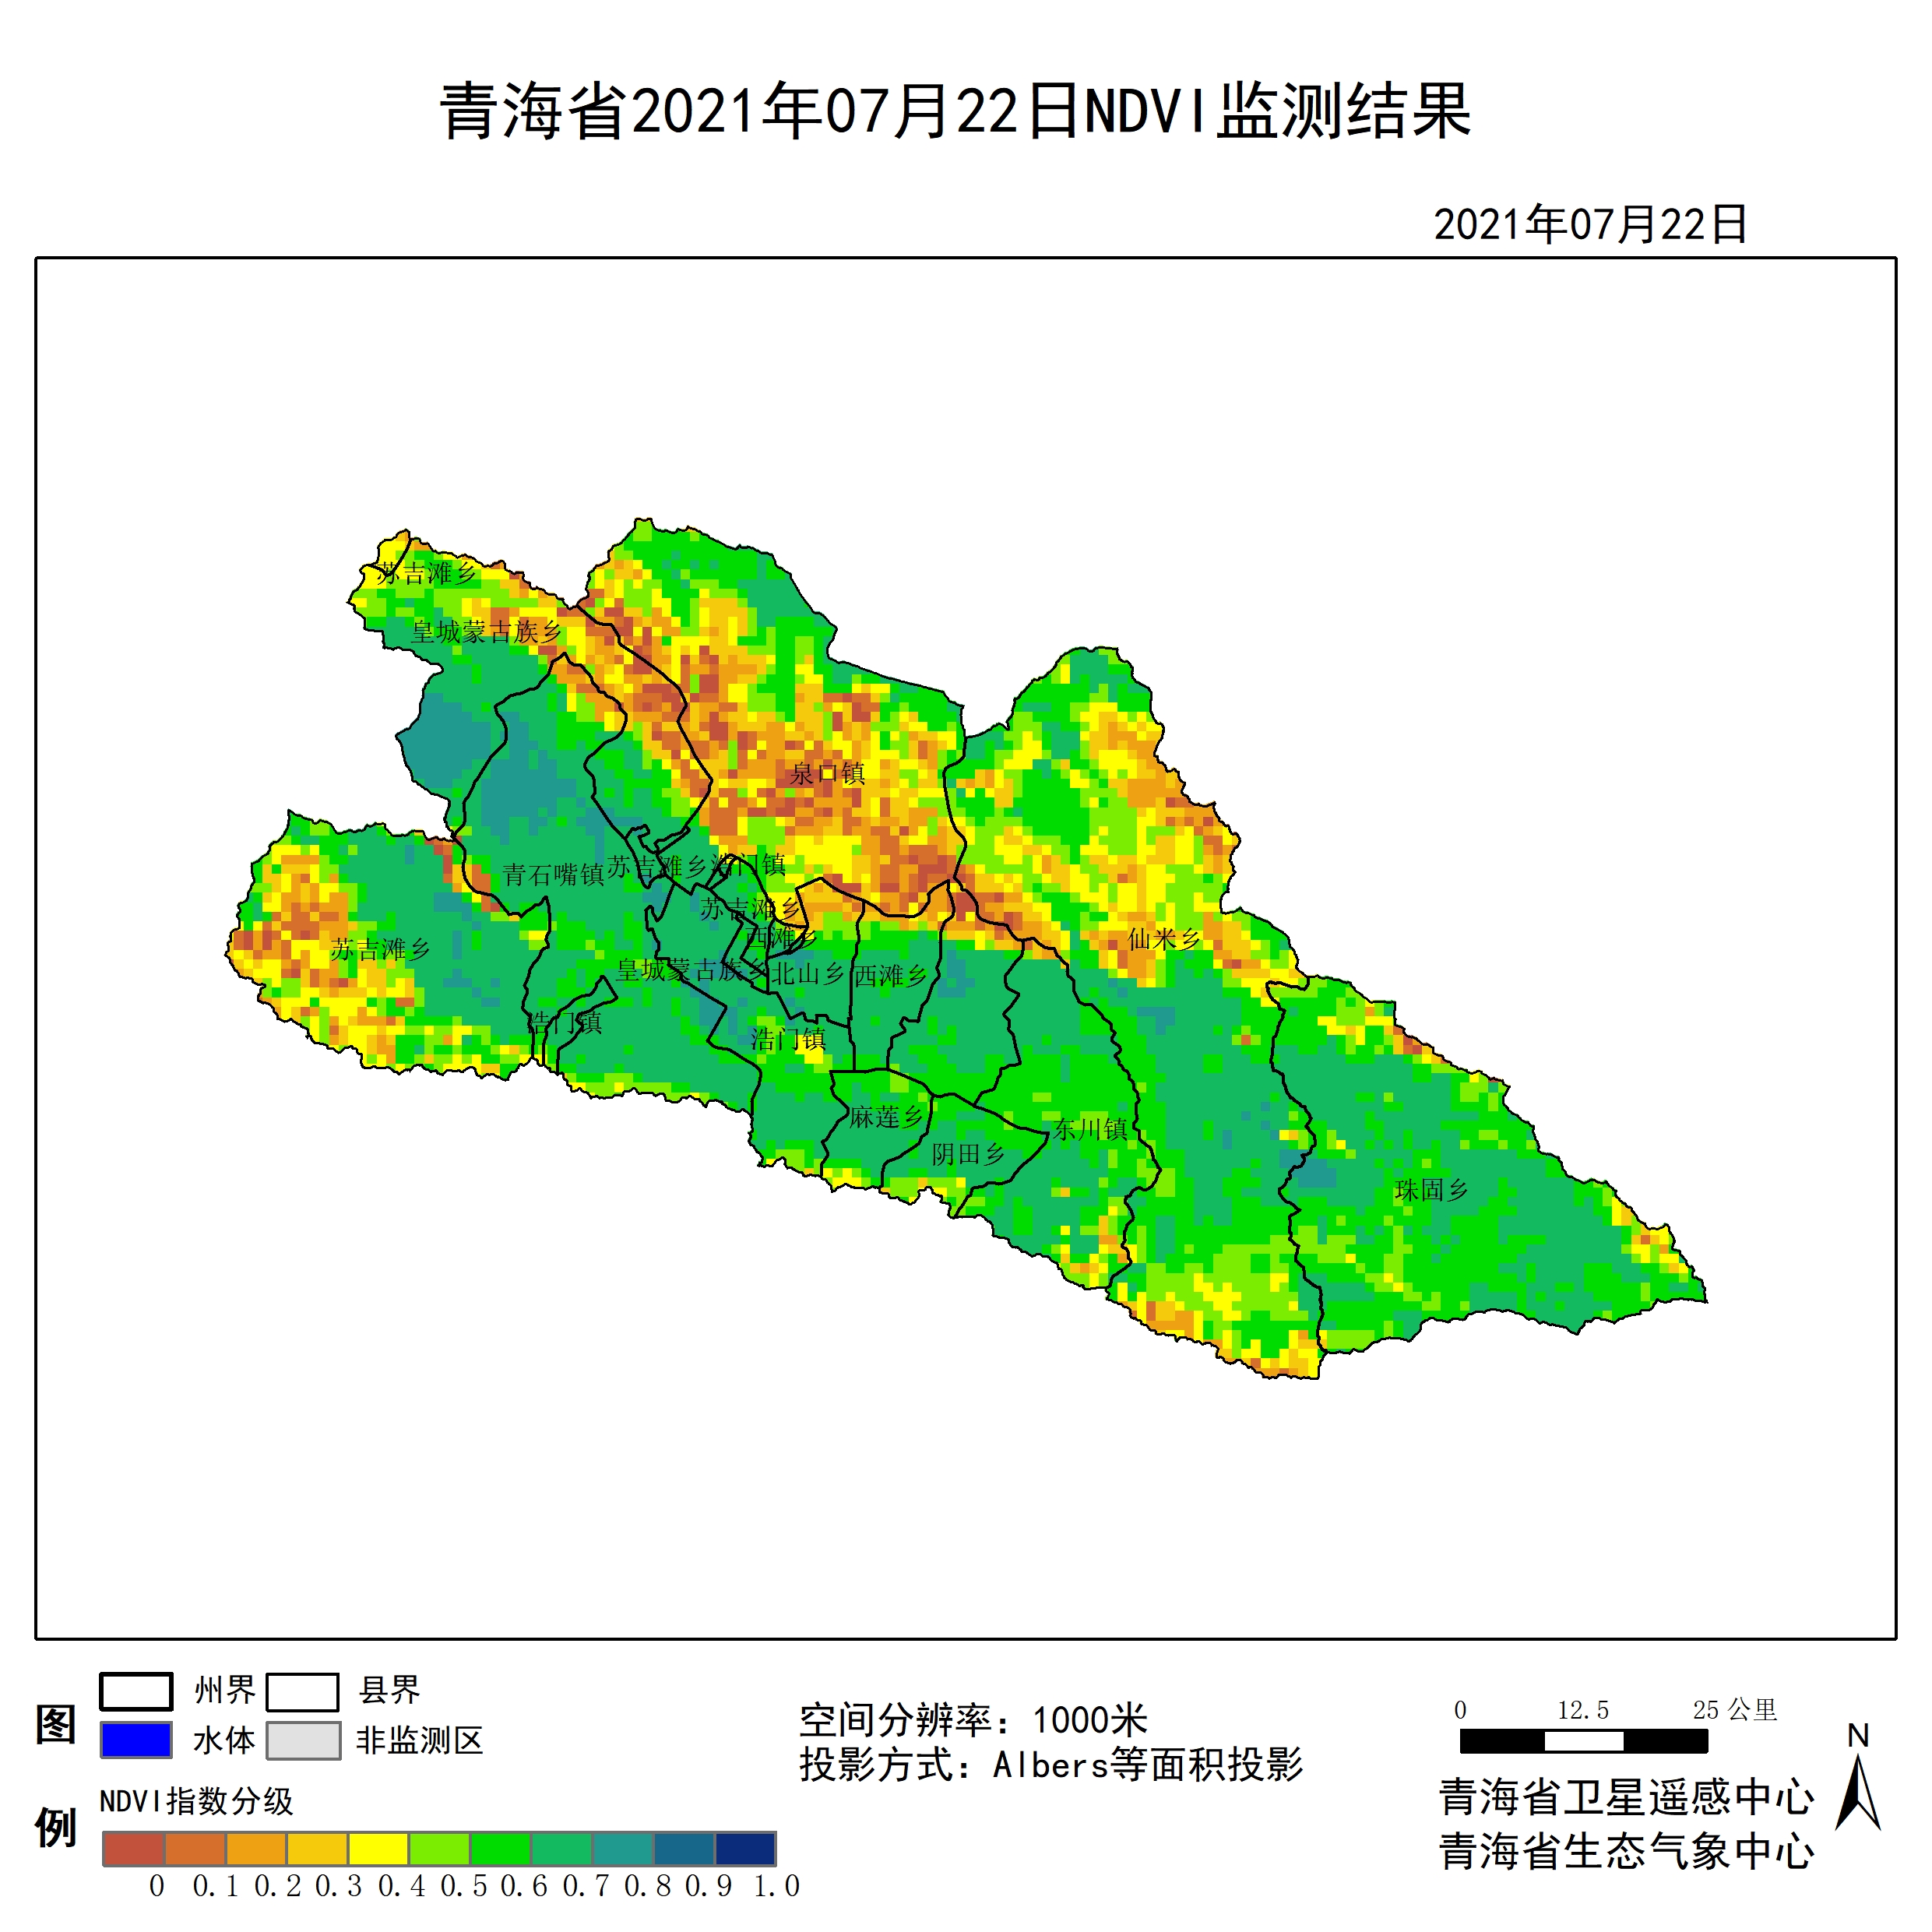 青海省2021年07月22日NDVI监测结果
2021年07月22日
苏吉滩乡
皇城蒙古族乡
泉口镇
青石嘴镇
苏吉滩乡
浩门镇
苏吉滩乡
西滩乡
仙米乡
苏吉滩乡
皇城蒙古族乡
北山乡
西滩乡
浩门镇
浩门镇
麻莲乡
东川镇
阴田乡
珠固乡
图例
州界
县界
水体
非监测区
NDVI指数分级
0 0.1 0.2 0.3 0.4 0.5 0.6 0.7 0.8 0.9 1.0
空间分辨率：1000米
投影方式：Albers等面积投影
0 12.5 25 公里
N
青海省卫星遥感中心
青海省生态气象中心